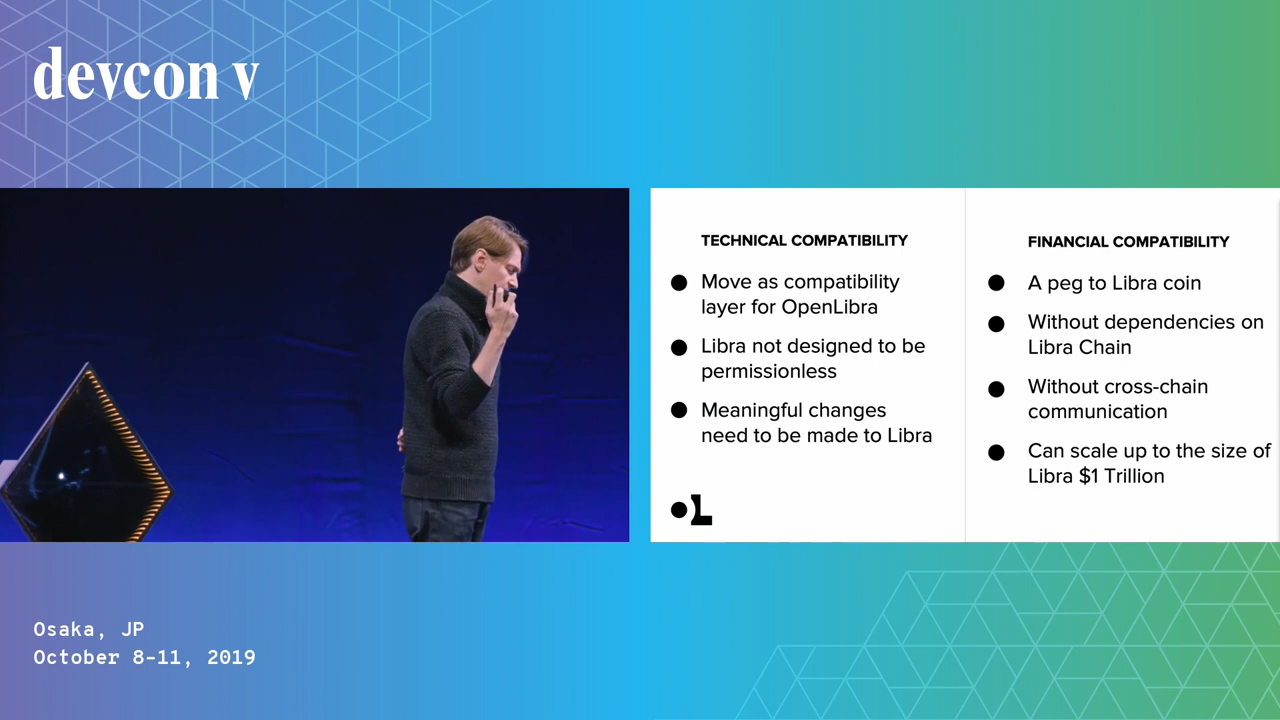 devcon v
TECHNICAL COMPATIBILITY
Move as compatibility
layer for OpenLibra
Libra not designed to be
permissionless
Meaningful changes
need to be made to Libra
OL
FINANCIAL COMPATIBILITY
A peg to Libra coin
Without dependencies on
Libra Chain
Without cross-chain
communication
Can scale up to the size of
Libra $1 Trillion
Osaka, JP
October 8-11, 2019